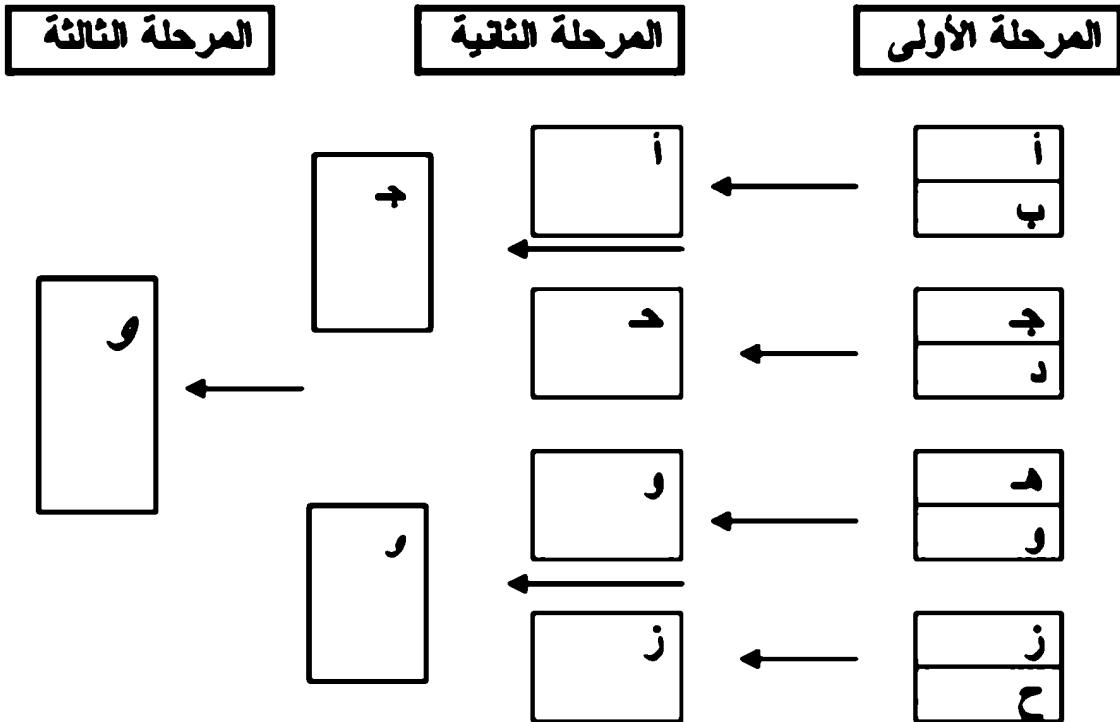 المرحلة الأولى
المرحلة الثانية
المرحلة الثالثة
أ
ب
جـ
د
هـ
و
ز
ح
أ
حـ
و
ز
جـ
و
و